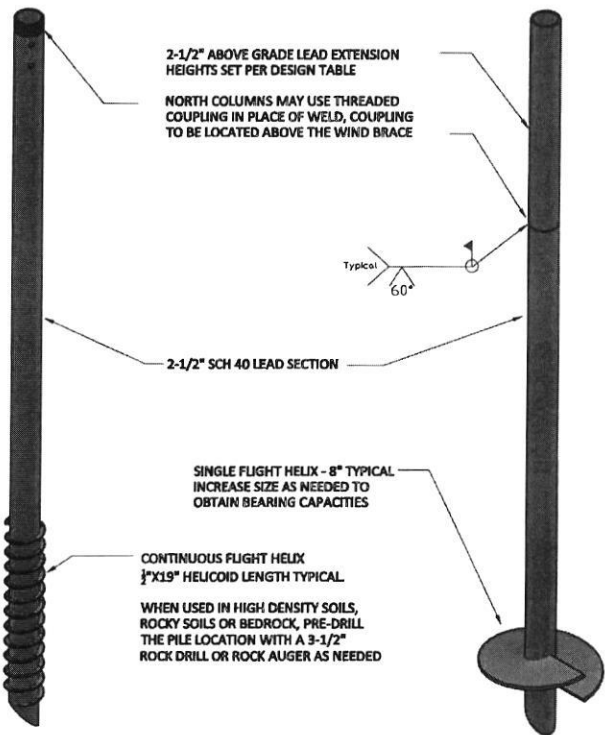 2-1/2" ABOVE GRADE LEAD EXTENSION
HEIGHTS SET PER DESIGN TABLE
NORTH COLUMNS MAY USE THREADED
COUPLING IN PLACE OF WELD, COUPLING
TO BE LOCATED ABOVE THE WIND BRACE
Typical
60°
2-1/2" SCH 40 LEAD SECTION
SINGLE FLIGHT HELIX - 8" TYPICAL
INCREASE SIZE AS NEEDED TO
OBTAIN BEARING CAPACITIES
CONTINUOUS FLIGHT HELIX
½"X19" HELICOID LENGTH TYPICAL
WHEN USED IN HIGH DENSITY SOILS,
ROCKY SOILS OR BEDROCK, PRE-DRILL
THE PILE LOCATION WITH A 3-1/2"
ROCK DRILL OR ROCK AUGER AS NEEDED